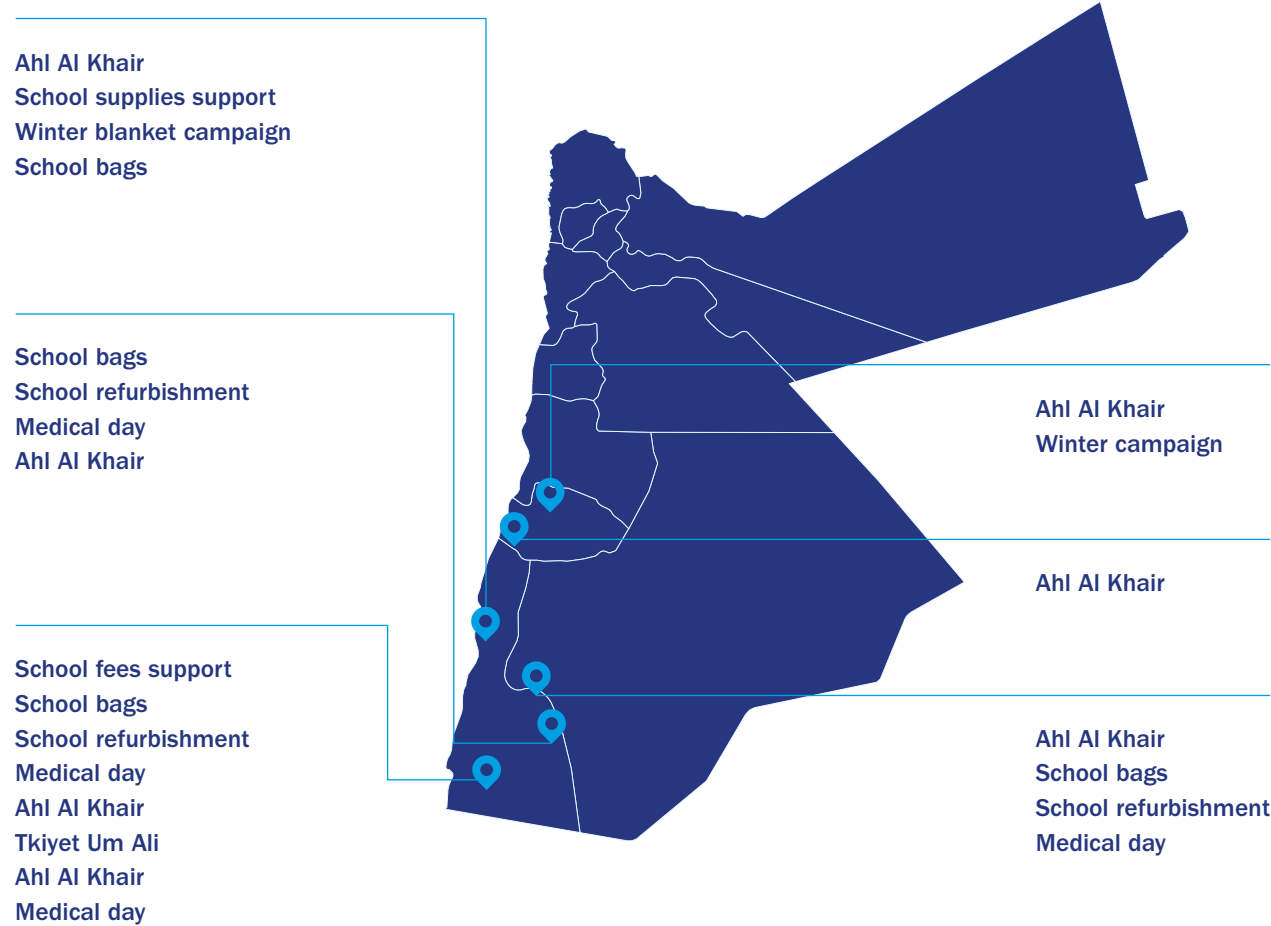 Ahl Al Khair
School supplies support
Winter blanket campaign
School bags
School bags
School refurbishment
Medical day
Ahl Al Khair
School fees support
School bags
School refurbishment
Medical day
Ahl Al Khair
Tkiyet Um Ali
Ahl Al Khair
Medical day
Ahl Al Khair
Winter campaign
Ahl Al Khair
Ahl Al Khair
School bags
School refurbishment
Medical day